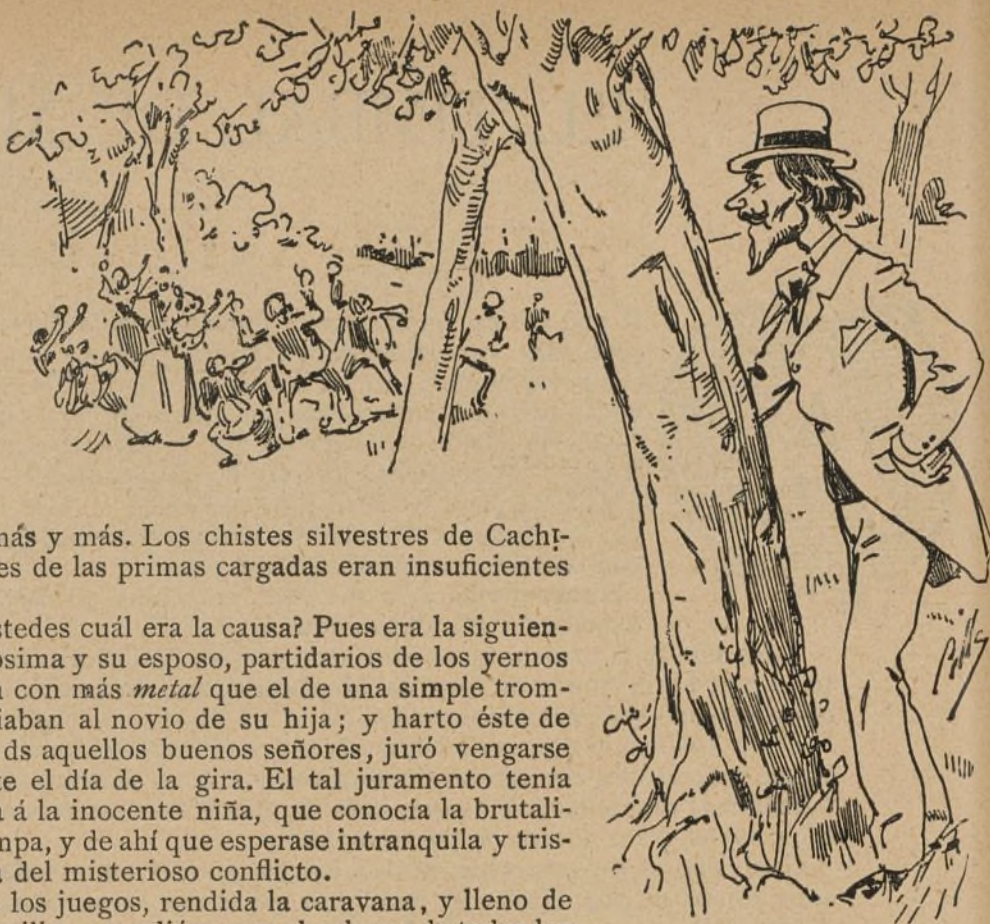 más y más. Los chistes silvestres de Cachi-
es de las primas cargadas eran insuficientes
stedes cuál era la causa? Pues era la siguien-
osima y su esposo, partidarios de los yernos
con más metal que el de una simple trom-
iaban al novio de su hija; y harto éste de
ds aquellos buenos señores, juró vengarse
te el día de la gira. El tal juramento tenía
a á la inocente niña, que conocía la brutali-
mpa, y de ahí que esperase intranquila y tris-
a del misterioso conflicto.
los juegos, rendida la caravana, y lleno de